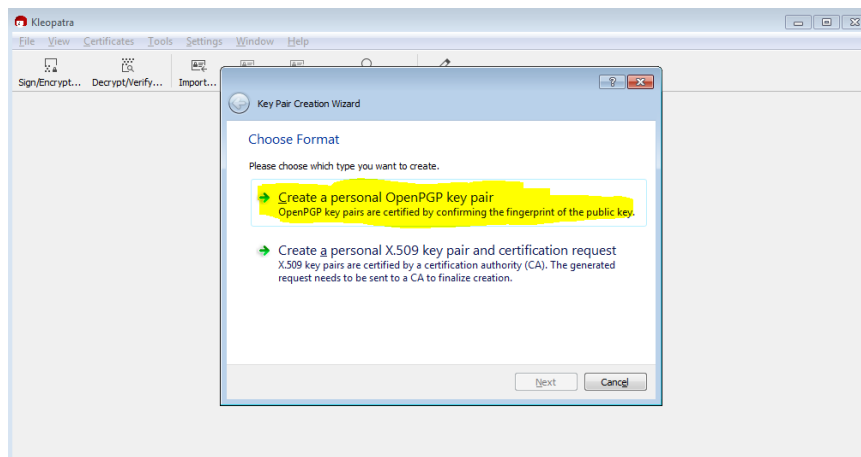 Kleopatra
File View Certificates Tools Settings Window Help
Sign/Encrypt... Decrypt/Verify... Import...
Key Pair Creation Wizard
Choose Format
Please choose which type you want to create.
Create a personal OpenPGP key pair
OpenPGP key pairs are certified by confirming the fingerprint of the public key.
Create a personal X.509 key pair and certification request
X.509 key pairs are certified by a certification authority (CA). The generated
request needs to be sent to a CA to finalize creation.
Next Cancel